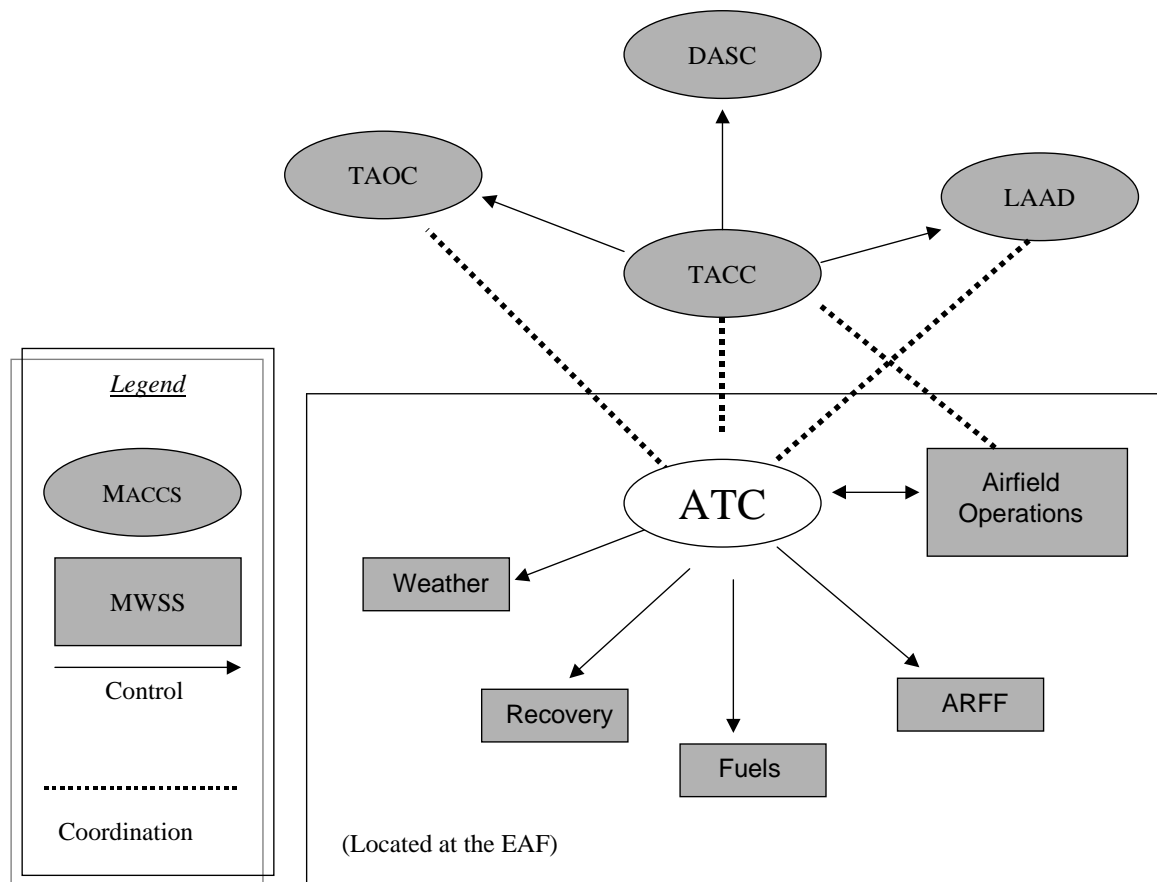 DASC
TAOC
LAAD
TACC
Legend
MACCS
MWSS
Control
Coordination
ATC
Airfield
Operations
Weather
Recovery
ARFF
Fuels
(Located at the EAF)